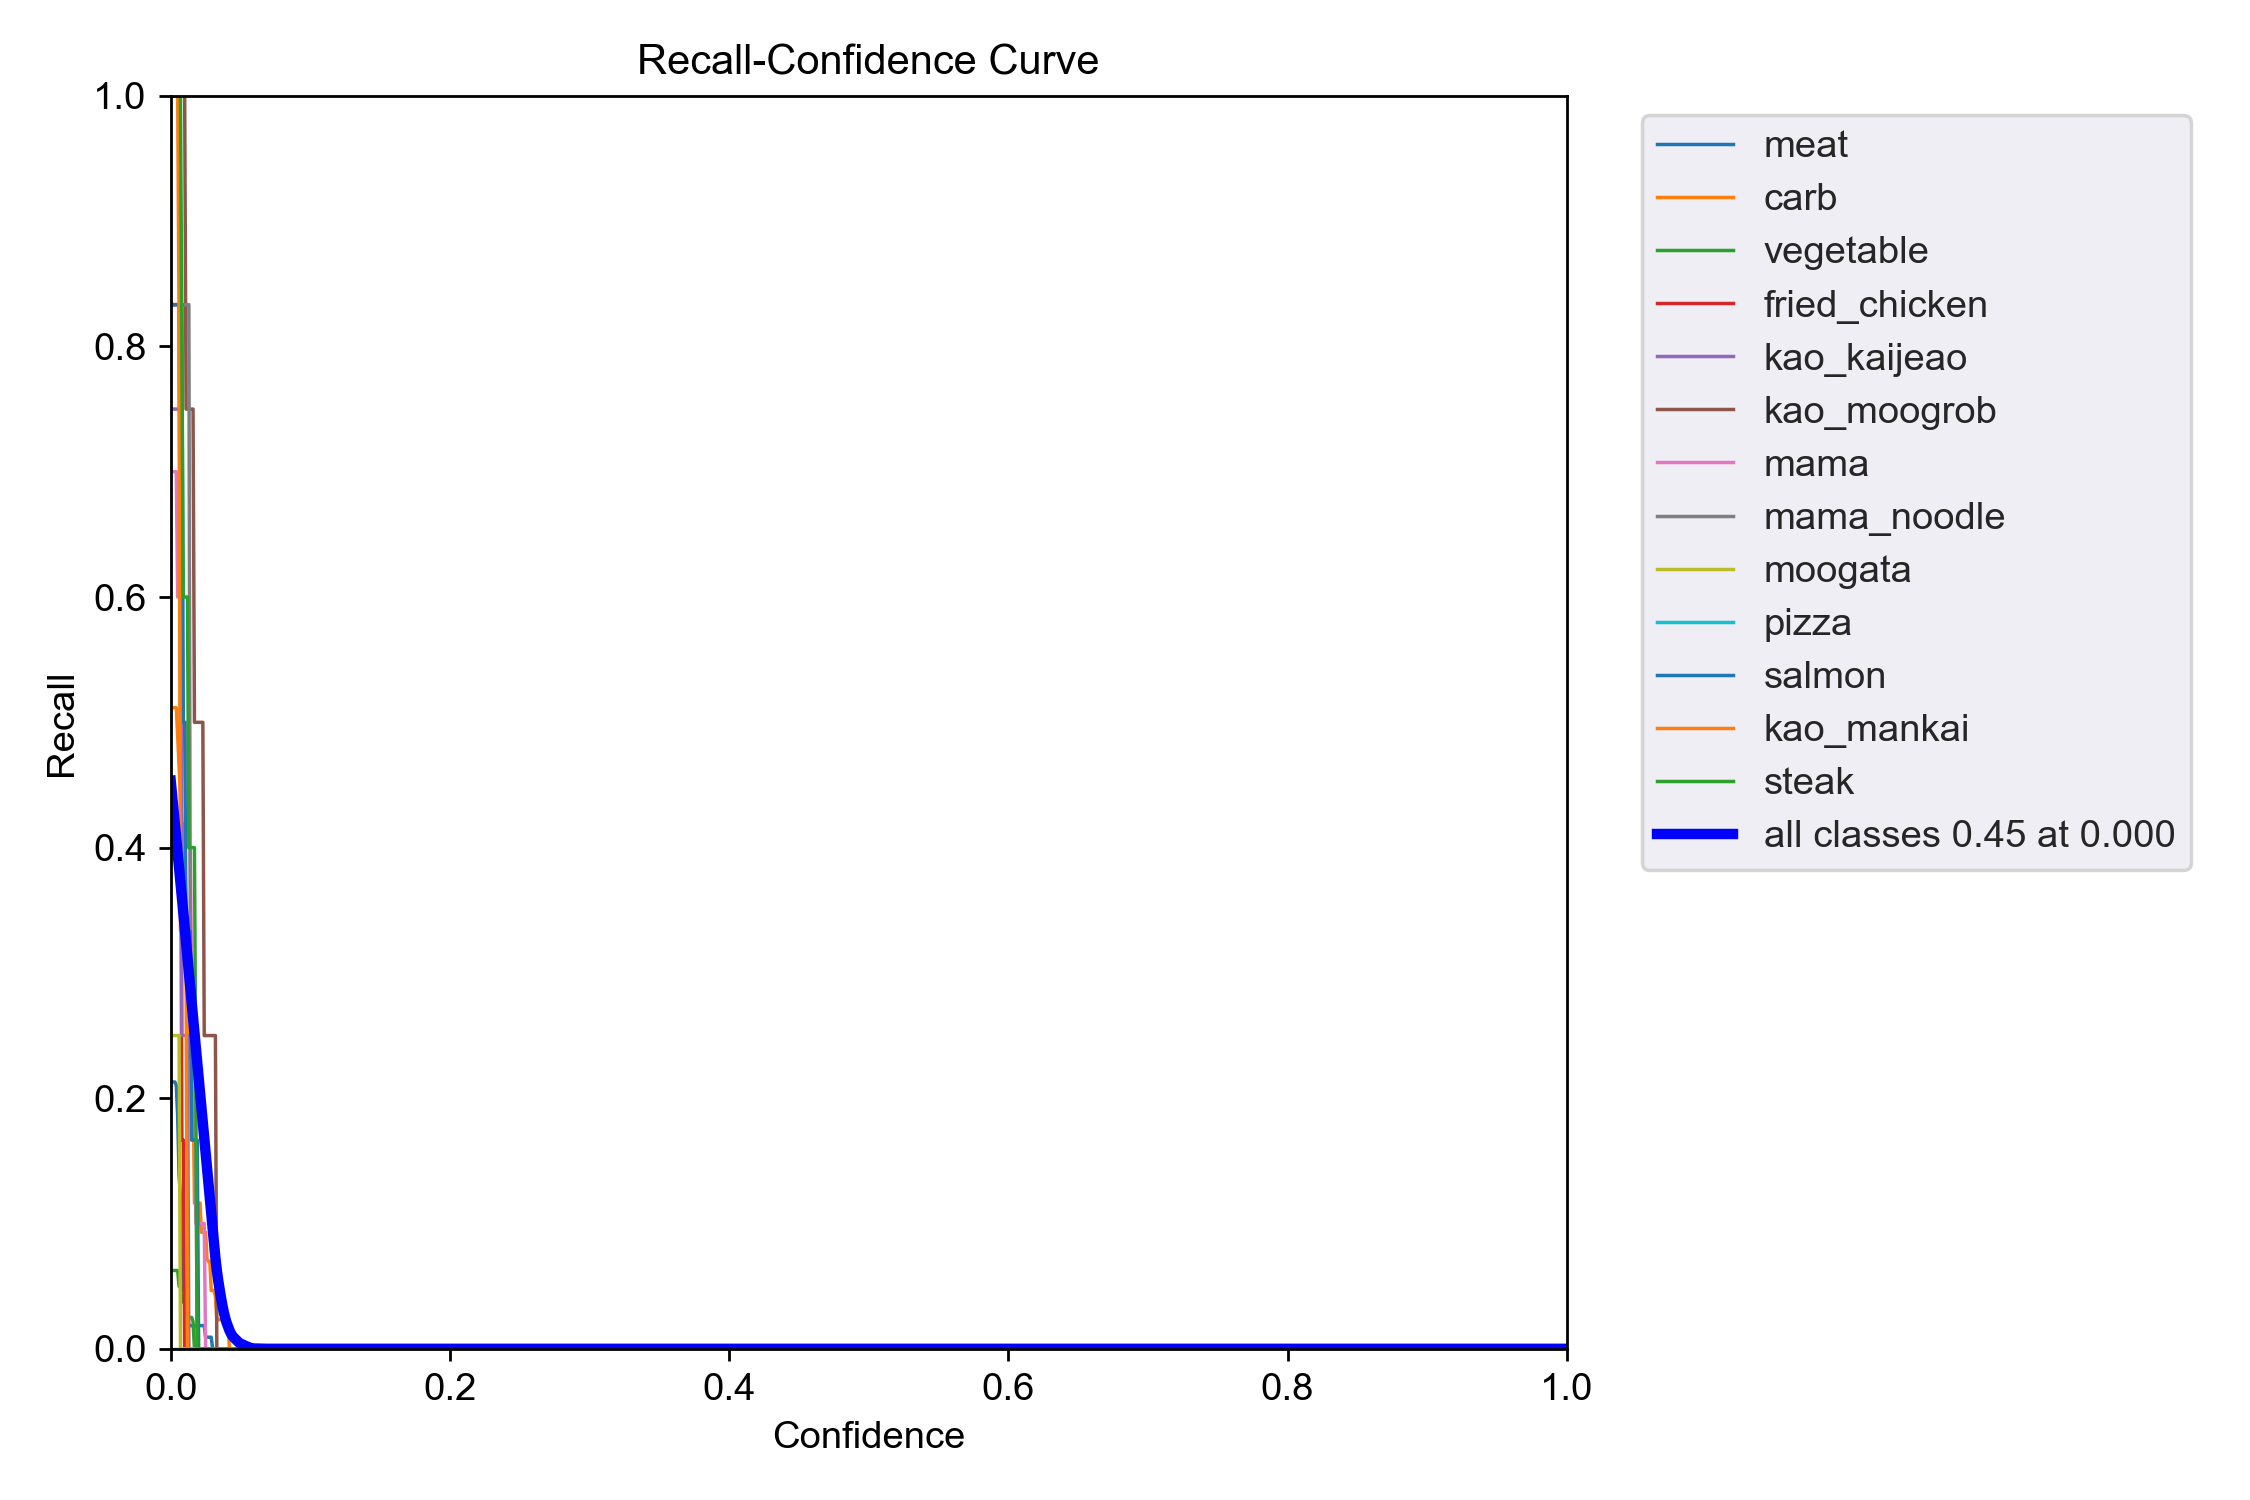 Recall-Confidence Curve
1.0
0.8
0.6
0.4
0.2
0.0
Recall
0.0 0.2 0.4 0.6 0.8 1.0
Confidence
meat
carb
vegetable
fried_chicken
kao_kaijeao
kao_moogrob
mama
mama_noodle
moogata
pizza
salmon
kao_mankai
steak
all classes 0.45 at 0.000